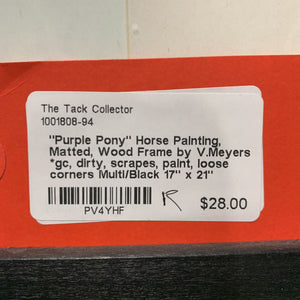 The Tack Collector
1001808-94
"Purple Pony" Horse Painting,
Matted, Wood Frame by V.Meyers
*gc, dirty, scrapes, paint, loose
corners Multi/Black 17" x 21"
PV4YHF
R
$28.00